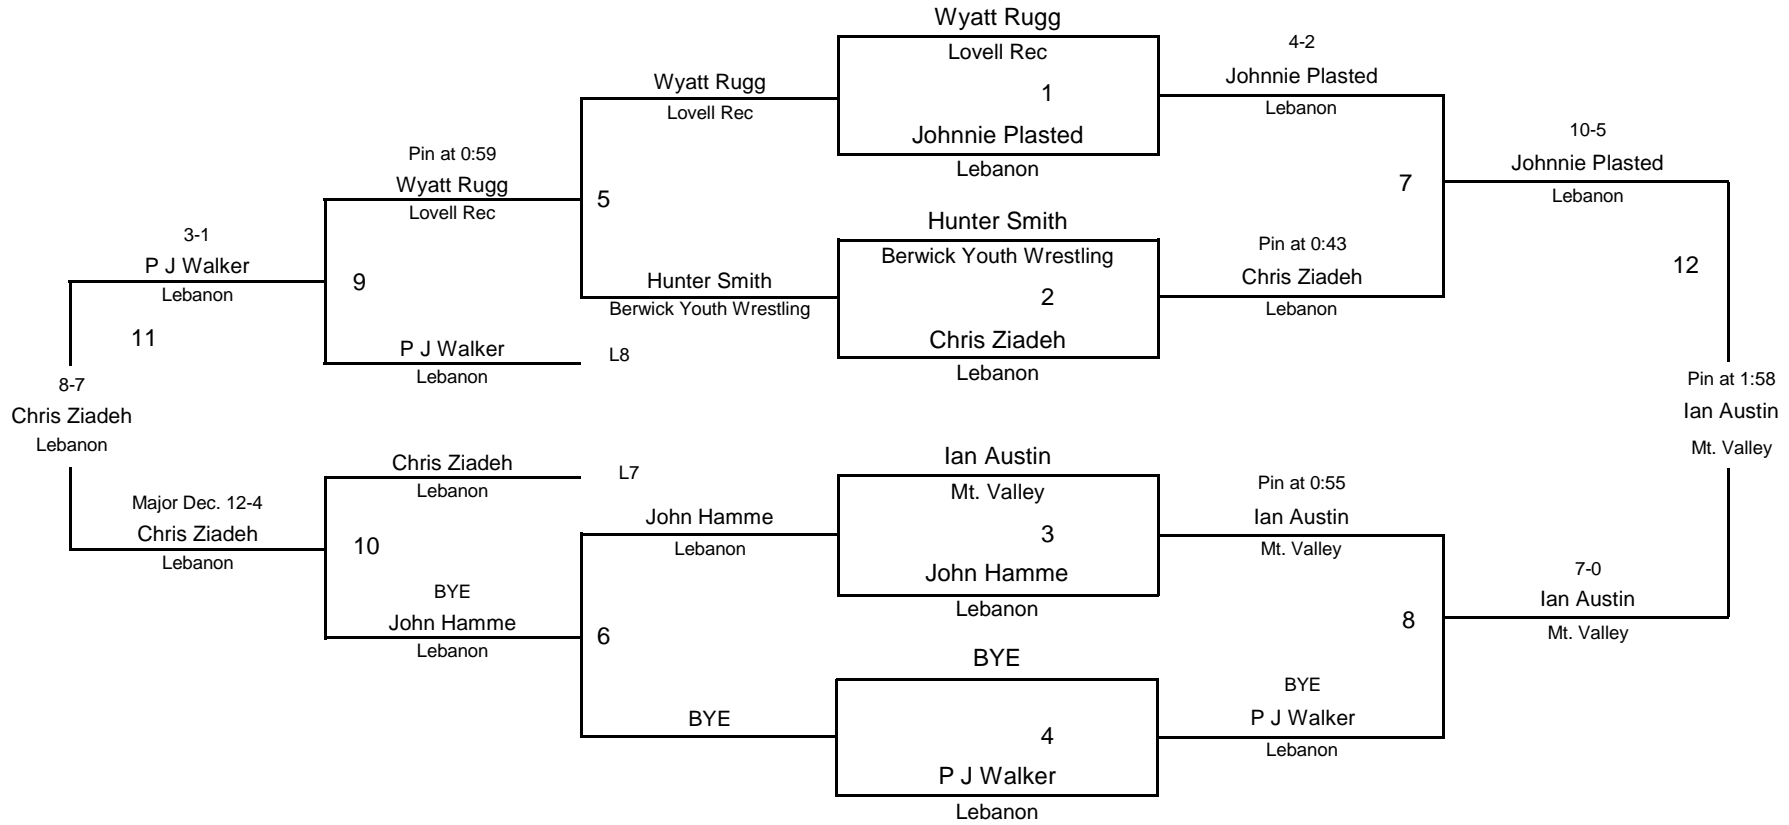 Wyatt Rugg
Lovell Rec
4-2
Johnnie Plasted
Lebanon
Wyatt Rugg
Lovell Rec
1
Johnnie Plasted
Lebanon
10-5
Johnnie Plasted
Lebanon
Pin at 0:59
Wyatt Rugg
Lovell Rec
5
7
3-1
P J Walker
Lebanon
9
Hunter Smith
Berwick Youth Wrestling
Hunter Smith
Berwick Youth Wrestling
2
Chris Ziadeh
Lebanon
Pin at 0:43
Chris Ziadeh
Lebanon
12
11
P J Walker
Lebanon
L8
8-7
Chris Ziadeh
Lebanon
Pin at 1:58
Ian Austin
Mt. Valley
Chris Ziadeh
Lebanon
L7
Ian Austin
Mt. Valley
Pin at 0:55
Ian Austin
Mt. Valley
Major Dec. 12-4
Chris Ziadeh
Lebanon
10
John Hamme
Lebanon
3
John Hamme
Lebanon
7-0
Ian Austin
Mt. Valley
BYE
John Hamme
Lebanon
6
8
BYE
BYE
4
P J Walker
Lebanon
BYE
P J Walker
Lebanon